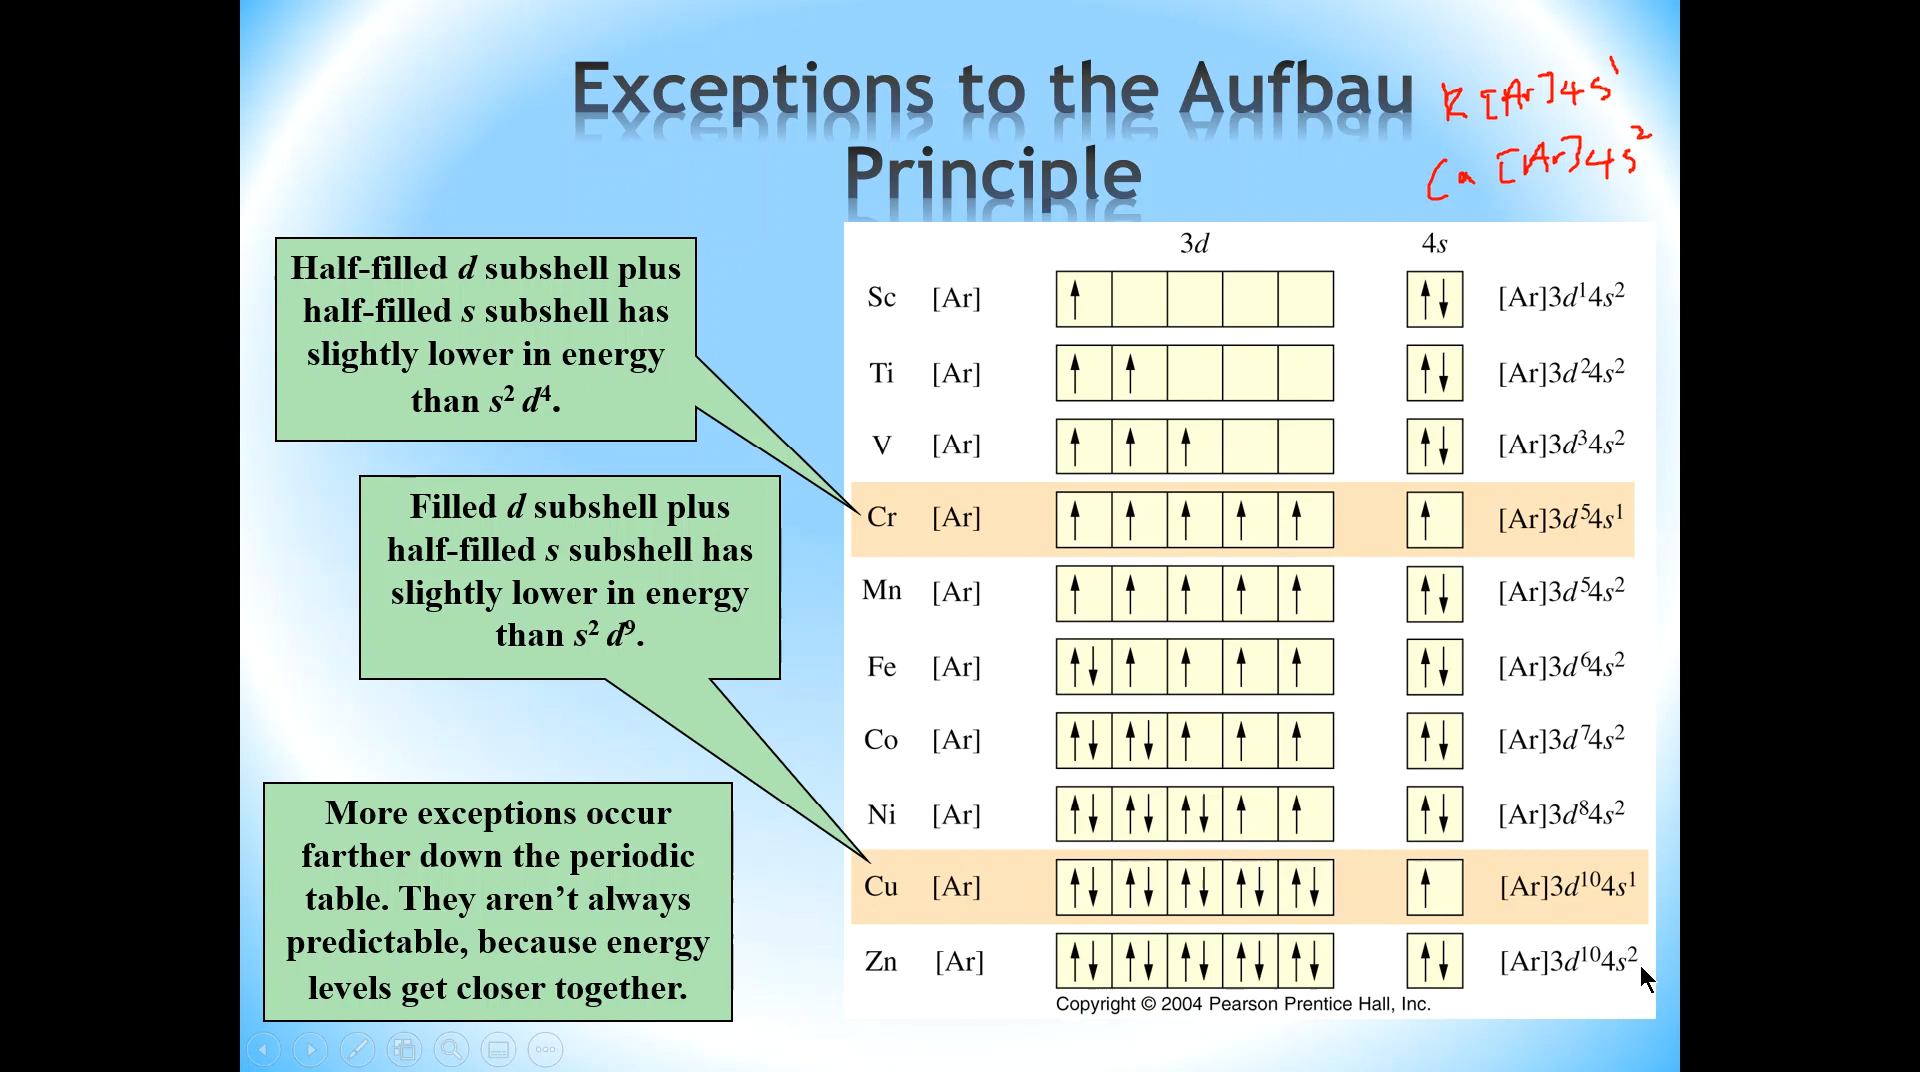 Exceptions to the Aufbau
Principle
K [Ar] 4s¹
Ca [Ar] 4s²
Half-filled d subshell plus
half-filled s subshell has
slightly lower in energy
than s² d⁴.
Filled d subshell plus
half-filled s subshell has
slightly lower in energy
than s² d⁹.
More exceptions occur
farther down the periodic
table. They aren’t always
predictable, because energy
levels get closer together.
3d 4s
Sc [Ar] [Ar]3d¹4s²
Ti [Ar] [Ar]3d²4s²
V [Ar] [Ar]3d³4s²
Cr [Ar] [Ar]3d⁵4s¹
Mn [Ar] [Ar]3d⁵4s²
Fe [Ar] [Ar]3d⁶4s²
Co [Ar] [Ar]3d⁷4s²
Ni [Ar] [Ar]3d⁸4s²
Cu [Ar] [Ar]3d¹⁰4s¹
Zn [Ar] [Ar]3d¹⁰4s²
Copyright © 2004 Pearson Prentice Hall, Inc.